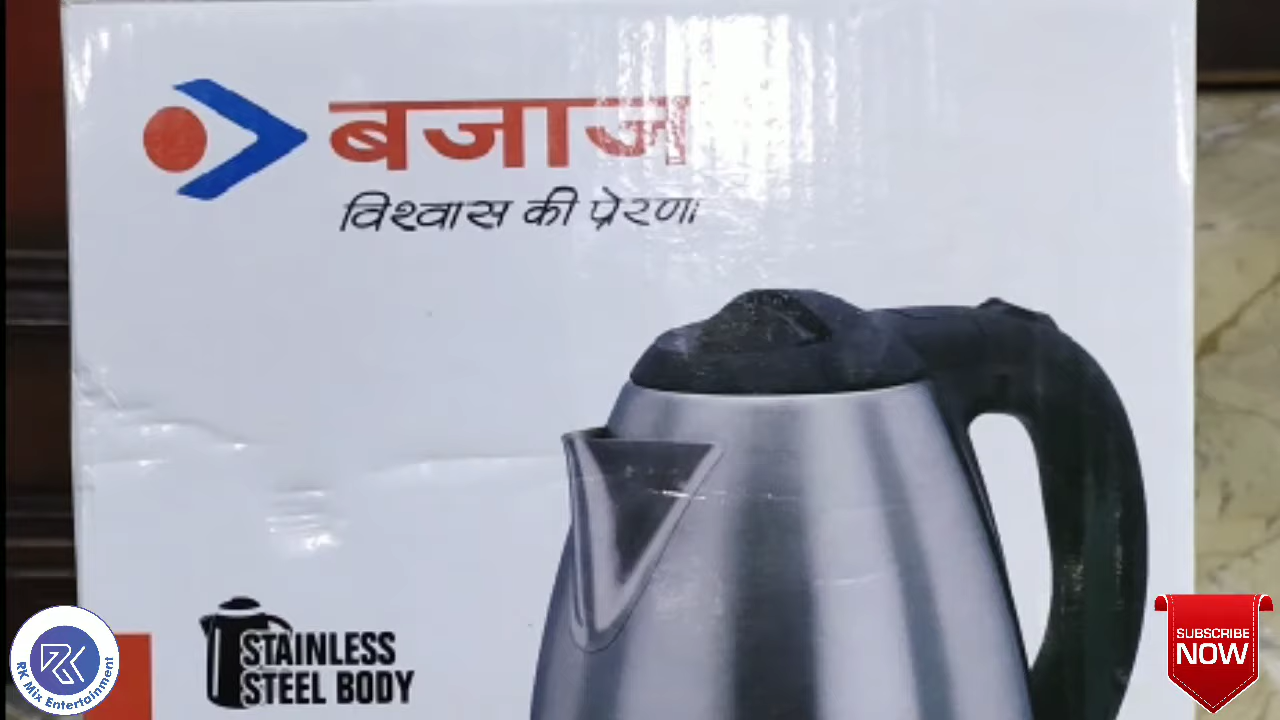 बजाज
विश्वास की प्रेरणा
STAINLESS
STEEL BODY
RK Mix Entertainment
SUBSCRIBE
NOW